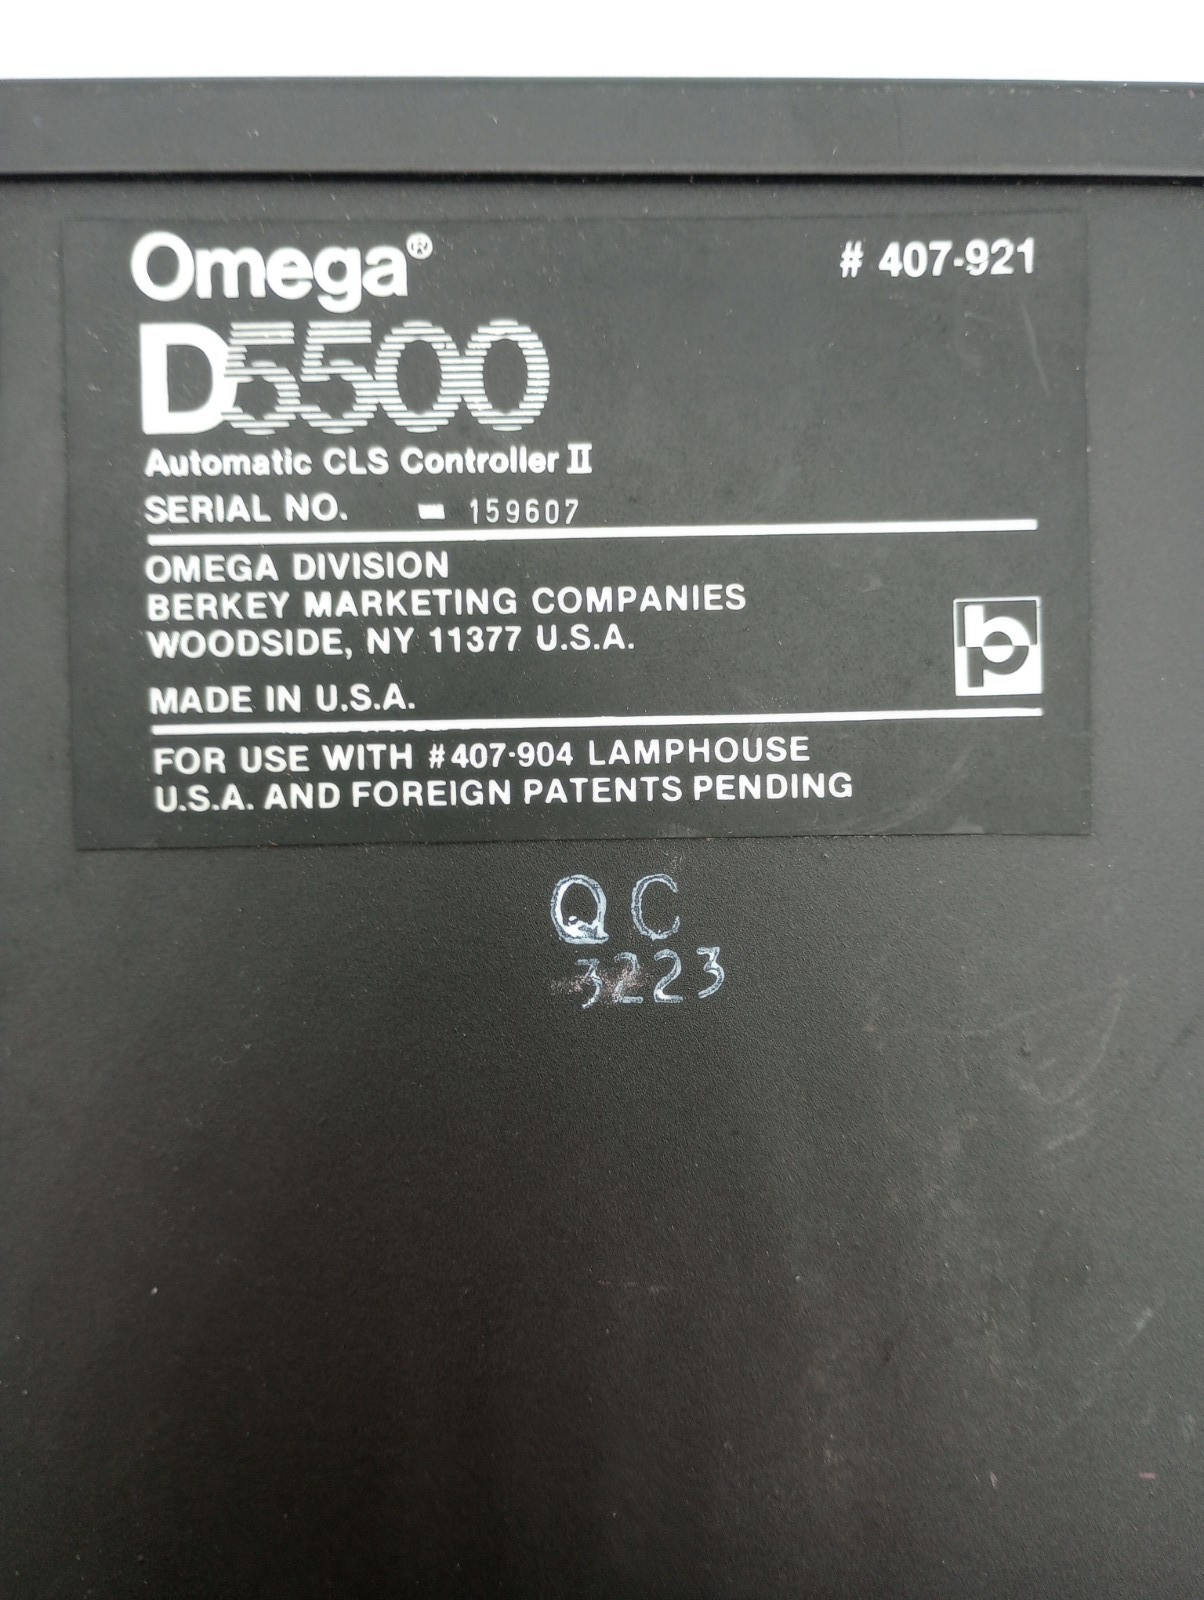 Omega® # 407-921
D5500
Automatic CLS Controller II
SERIAL NO. 159607
OMEGA DIVISION
BERKEY MARKETING COMPANIES
WOODSIDE, NY 11377 U.S.A.
bp
MADE IN U.S.A.
FOR USE WITH #407-904 LAMPHOUSE
U.S.A. AND FOREIGN PATENTS PENDING
QC
3223